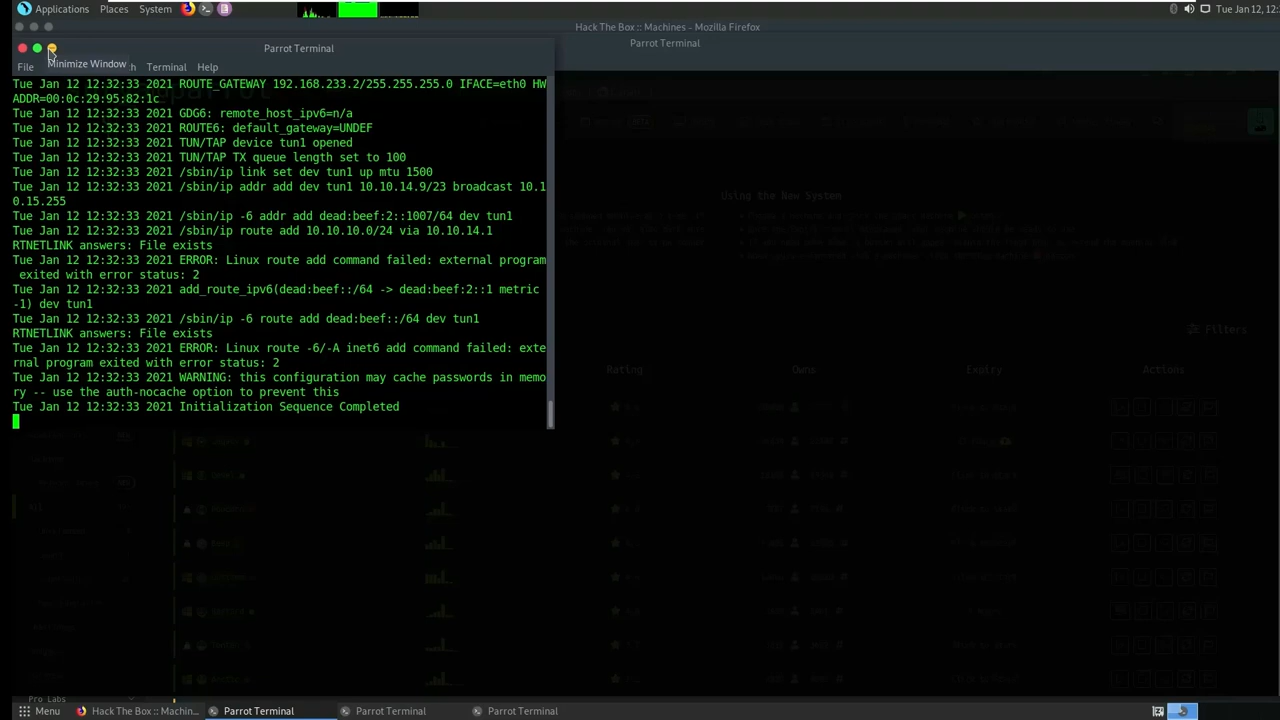 Applications Places System
Tue Jan 12, 12:3
Hack The Box :: Machines - Mozilla Firefox
Parrot Terminal
Parrot Terminal
Minimize Window
File
Terminal Help
Tue Jan 12 12:32:33 2021 ROUTE_GATEWAY 192.168.233.2/255.255.255.0 IFACE=eth0 HW
ADDR=00:0c:29:95:82:1c
Tue Jan 12 12:32:33 2021 GDG6: remote_host_ipv6=n/a
Tue Jan 12 12:32:33 2021 ROUTE6: default_gateway=UNDEF
Tue Jan 12 12:32:33 2021 TUN/TAP device tun1 opened
Tue Jan 12 12:32:33 2021 TUN/TAP TX queue length set to 100
Tue Jan 12 12:32:33 2021 /sbin/ip link set dev tun1 up mtu 1500
Tue Jan 12 12:32:33 2021 /sbin/ip addr add dev tun1 10.10.14.9/23 broadcast 10.1
0.15.255
Tue Jan 12 12:32:33 2021 /sbin/ip -6 addr add dead:beef:2::1007/64 dev tun1
Tue Jan 12 12:32:33 2021 /sbin/ip route add 10.10.10.0/24 via 10.10.14.1
RTNETLINK answers: File exists
Tue Jan 12 12:32:33 2021 ERROR: Linux route add command failed: external program
exited with error status: 2
Tue Jan 12 12:32:33 2021 add_route_ipv6(dead:beef::/64 -> dead:beef:2::1 metric
-1) dev tun1
Tue Jan 12 12:32:33 2021 /sbin/ip -6 route add dead:beef::/64 dev tun1
RTNETLINK answers: File exists
Tue Jan 12 12:32:33 2021 ERROR: Linux route -6/-A inet6 add command failed: exte
rnal program exited with error status: 2
Tue Jan 12 12:32:33 2021 WARNING: this configuration may cache passwords in memo
ry -- use the auth-nocache option to prevent this
Tue Jan 12 12:32:33 2021 Initialization Sequence Completed
Using the New System
Filters
Rating Owns Expiry Actions
Pro Labs
Menu Hack The Box :: Machin... Parrot Terminal Parrot Terminal Parrot Terminal